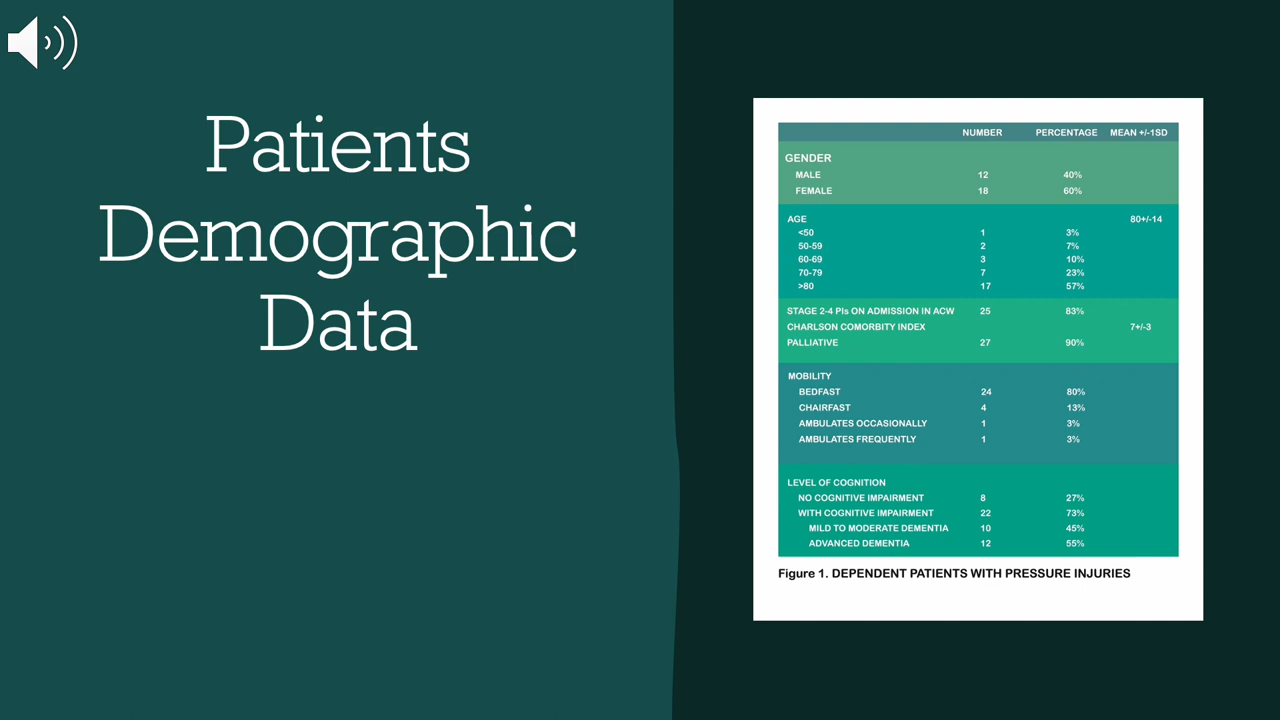 Patients
Demographic
Data
NUMBER PERCENTAGE MEAN +/-1SD
GENDER
MALE 12 40%
FEMALE 18 60%
AGE 80+/-14
<50 1 3%
50-59 2 7%
60-69 3 10%
70-79 7 23%
>80 17 57%
STAGE 2-4 PIs ON ADMISSION IN ACW 25 83%
CHARLSON COMORBITY INDEX 7+/-3
PALLIATIVE 27 90%
MOBILITY
BEDFAST 24 80%
CHAIRFAST 4 13%
AMBULATES OCCASIONALLY 1 3%
AMBULATES FREQUENTLY 1 3%
LEVEL OF COGNITION
NO COGNITIVE IMPAIRMENT 8 27%
WITH COGNITIVE IMPAIRMENT 22 73%
MILD TO MODERATE DEMENTIA 10 45%
ADVANCED DEMENTIA 12 55%
Figure 1. DEPENDENT PATIENTS WITH PRESSURE INJURIES